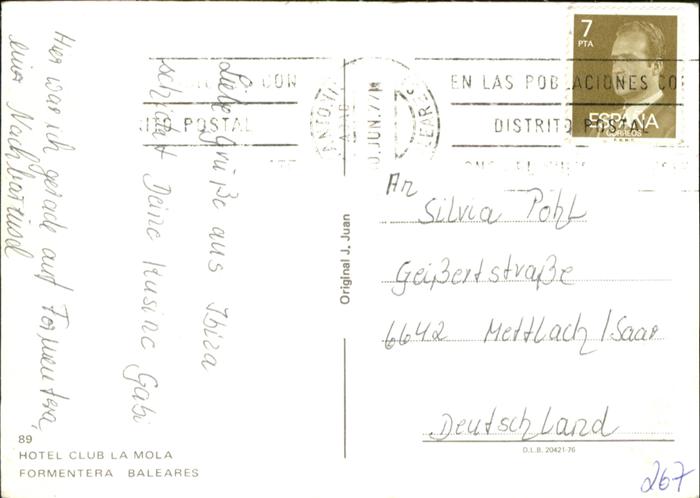 Liebe Grüße aus Ibiza
schickt Deine Kusine Gabi
Hier war ich gerade auf Formentera,
eine Nachbarinsel
89
HOTEL CLUB LA MOLA
FORMENTERA BALEARES
Original J. Juan
7
PTA
ESPAÑA
CORREOS
CON
POSTAL
EN LAS POBLACIONES CO
DISTRITO POSTAL
JUN.
An
Silvia Pohl
Geißertstraße
6642 Mettlach/Saar
Deutschland
D.L.B. 20421-76
267